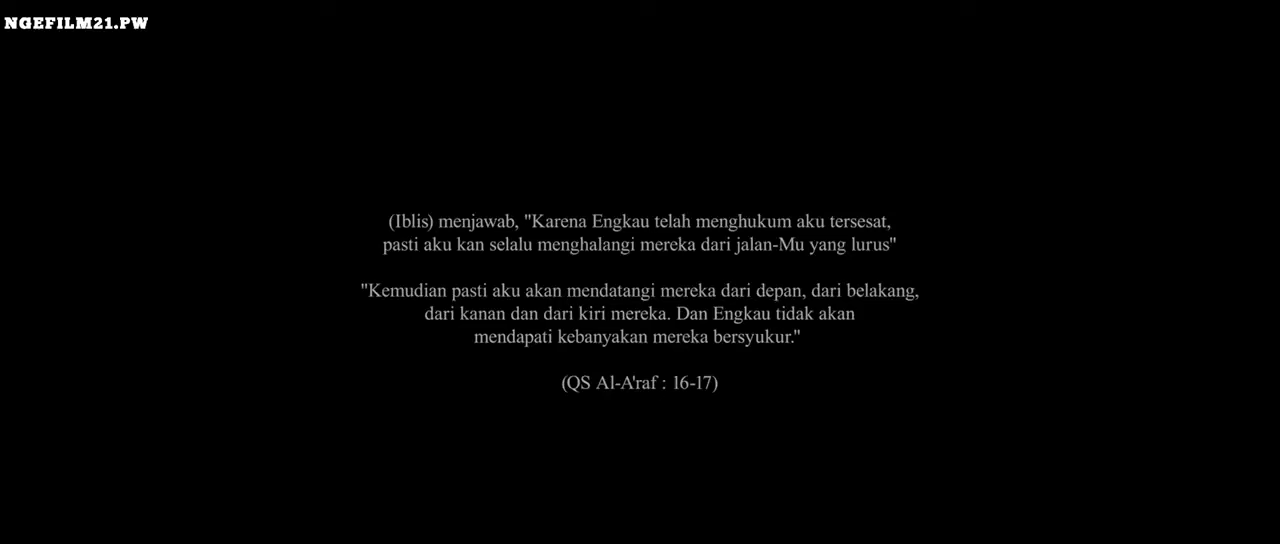 NGEFILM21.PW
(Iblis) menjawab, "Karena Engkau telah menghukum aku tersesat,
pasti aku kan selalu menghalangi mereka dari jalan-Mu yang lurus"
"Kemudian pasti aku akan mendatangi mereka dari depan, dari belakang,
dari kanan dan dari kiri mereka. Dan Engkau tidak akan
mendapati kebanyakan mereka bersyukur."
(QS Al-A'raf : 16-17)